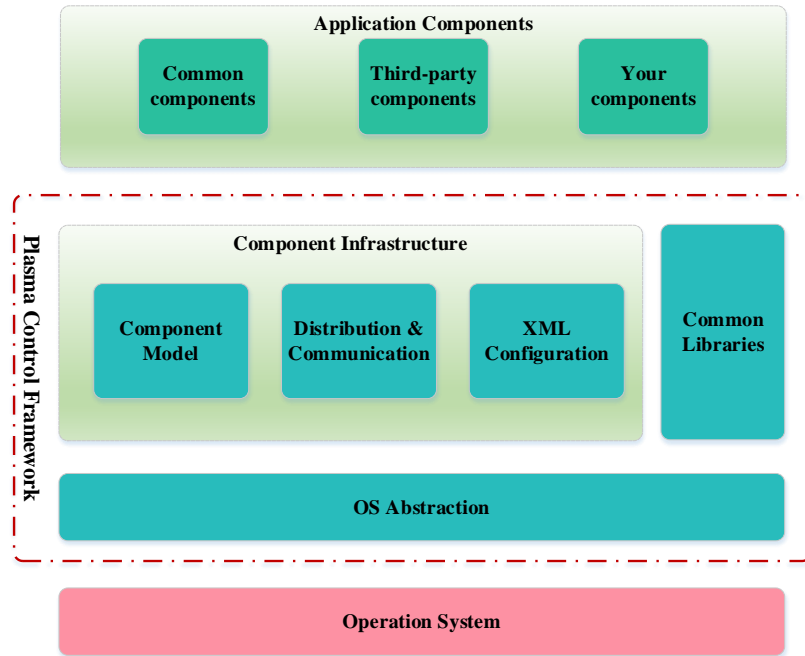 Application Components
Common
components
Third-party
components
Your
components
Plasma Control Framework
Component Infrastructure
Component
Model
Distribution &
Communication
XML
Configuration
Common
Libraries
OS Abstraction
Operation System